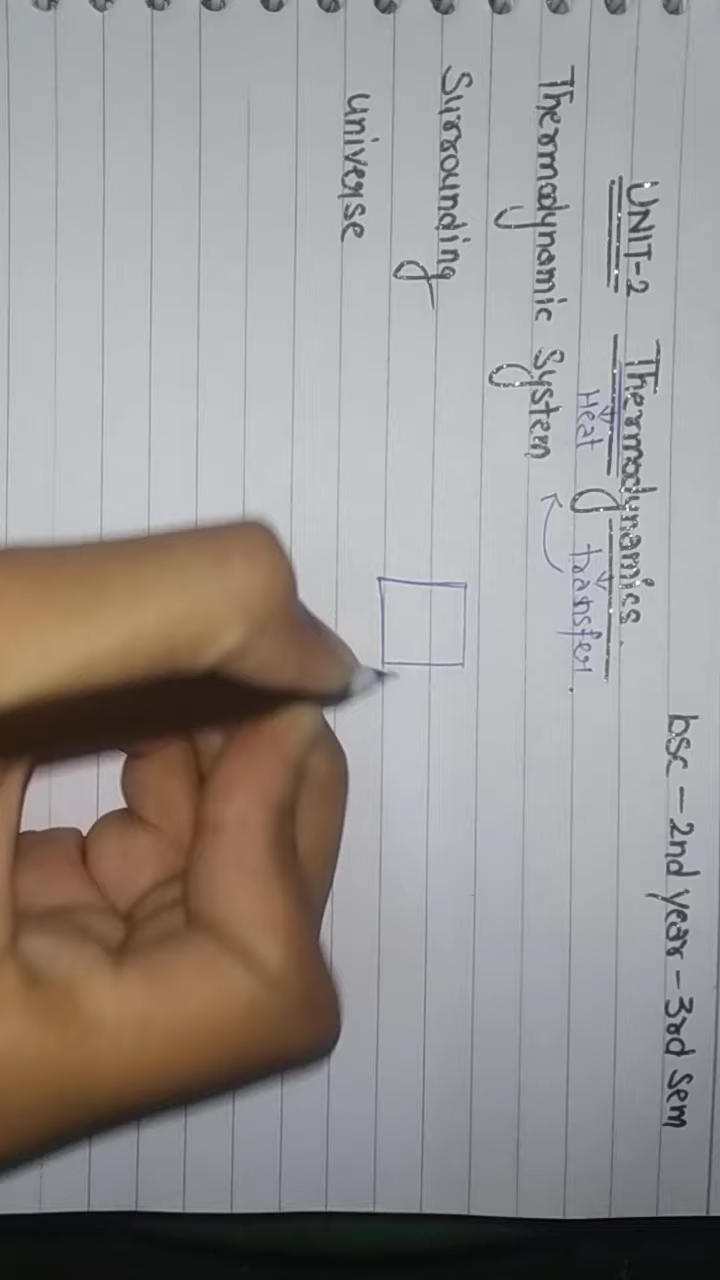 bsc - 2nd year - 3rd sem
UNIT-2 Thermodynamics.
Heat transfer.
Thermodynamic System
Surrounding
universe